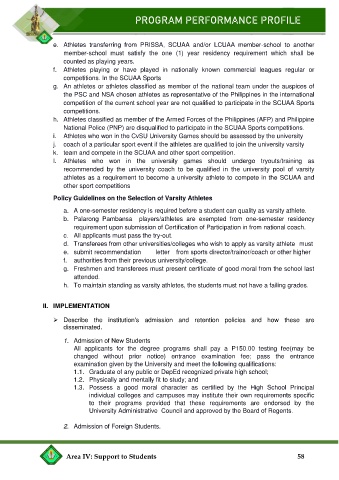 PROGRAM PERFORMANCE PROFILE
e. Athletes transferring from PRISSA, SCUAA and/or LCUAA member-school to another
member-school must satisfy the one (1) year residency requirement which shall be
counted as playing years.
f. Athletes playing or have played in nationally known commercial leagues regular or
competitions. In the SCUAA Sports
g. An athletes or athletes classified as member of the national team under the auspices of
the PSC and NSA chosen athletes as representative of the Philippines in the international
competition of the current school year are not qualified to participate in the SCUAA Sports
competitions.
h. Athletes classified as member of the Armed Forces of the Philippines (AFP) and Philippine
National Police (PNP) are disqualified to participate in the SCUAA Sports competitions.
i. Athletes who won in the CvSU University Games should be assessed by the university
j. coach of a particular sport event if the athletes are qualified to join the university varsity
k. team and compete in the SCUAA and other sport competition.
l. Athletes who won in the university games should undergo tryouts/training as
recommended by the university coach to be qualified in the university pool of varsity
athletes as a requirement to become a university athlete to compete in the SCUAA and
other sport competitions
Policy Guidelines on the Selection of Varsity Athletes
a. A one-semester residency is required before a student can quality as varsity athlete.
b. Palarong Pambansa players/athletes are exempted from one-semester residency
requirement upon submission of Certification of Participation in from national coach.
c. All applicants must pass the try-out.
d. Transferees from other universities/colleges who wish to apply as varsity athlete must
e. submit recommendation letter from sports director/trainor/coach or other higher
f. authorities from their previous university/college.
g. Freshmen and transferees must present certificate of good moral from the school last
attended.
h. To maintain standing as varsity athletes, the students must not have a failing grades.
II. IMPLEMENTATION
➢ Describe the institution's admission and retention policies and how these are
disseminated.
1. Admission of New Students
All applicants for the degree programs shall pay a P150.00 testing fee(may be
changed without prior notice) entrance examination fee; pass the entrance
examination given by the University and meet the following qualifications:
1.1. Graduate of any public or DepEd recognized private high school;
1.2. Physically and mentally fit to study; and
1.3. Possess a good moral character as certified by the High School Principal
individual colleges and campuses may institute their own requirements specific
to their programs provided that these requirements are endorsed by the
University Administrative Council and approved by the Board of Regents.
2. Admission of Foreign Students.
Area IV: Support to Students 58